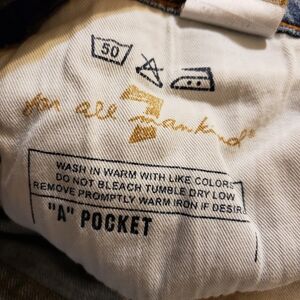 50
7
for all mankind®
WASH IN WARM WITH LIKE COLORS
DO NOT BLEACH TUMBLE DRY LOW
REMOVE PROMPTLY WARM IRON IF DESIR
"A" POCKET